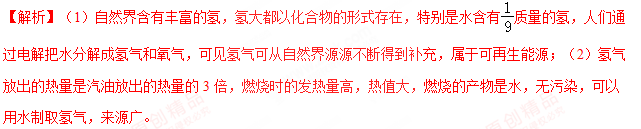 【解析】（1）自然界含有丰富的氢，氢大都以化合物的形式存在，特别是水含有1/9质量的氢，人们通
过电解把水分解成氢气和氧气，可见氢气可从自然界源源不断得到补充，属于可再生能源；（2）氢气
放出的热量是汽油放出的热量的 3 倍，燃烧时的发热量高，热值大，燃烧的产物是水，无污染，可以
用水制取氢气，来源广。